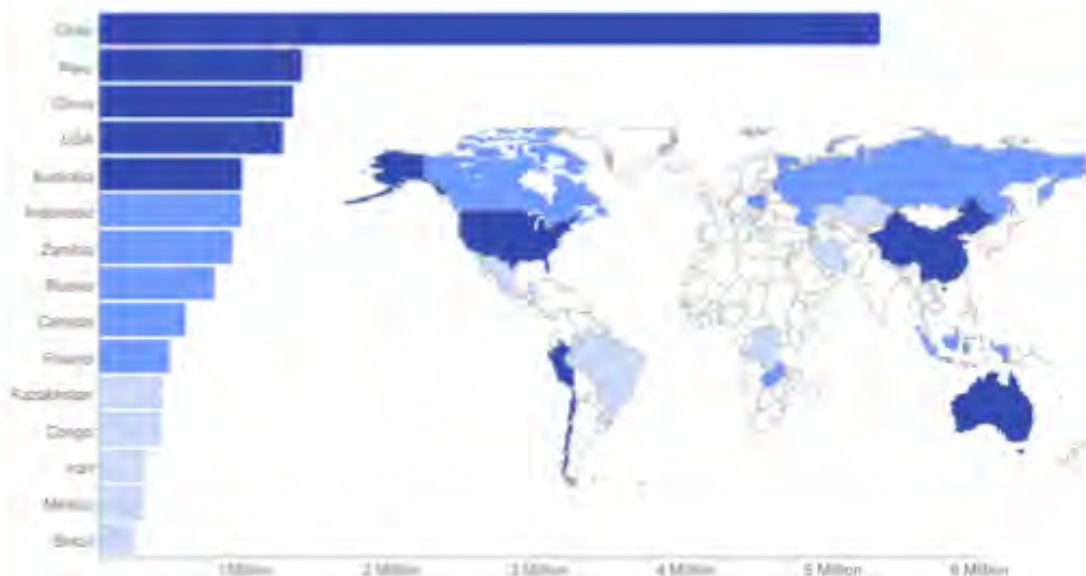 Chile
Peru
China
USA
Australia
Indonesia
Zambia
Russia
Canada
Poland
Kazakhstan
Congo
Iran
Mexico
Brazil
1 Million
2 Million
3 Million
4 Million
5 Million
6 Million